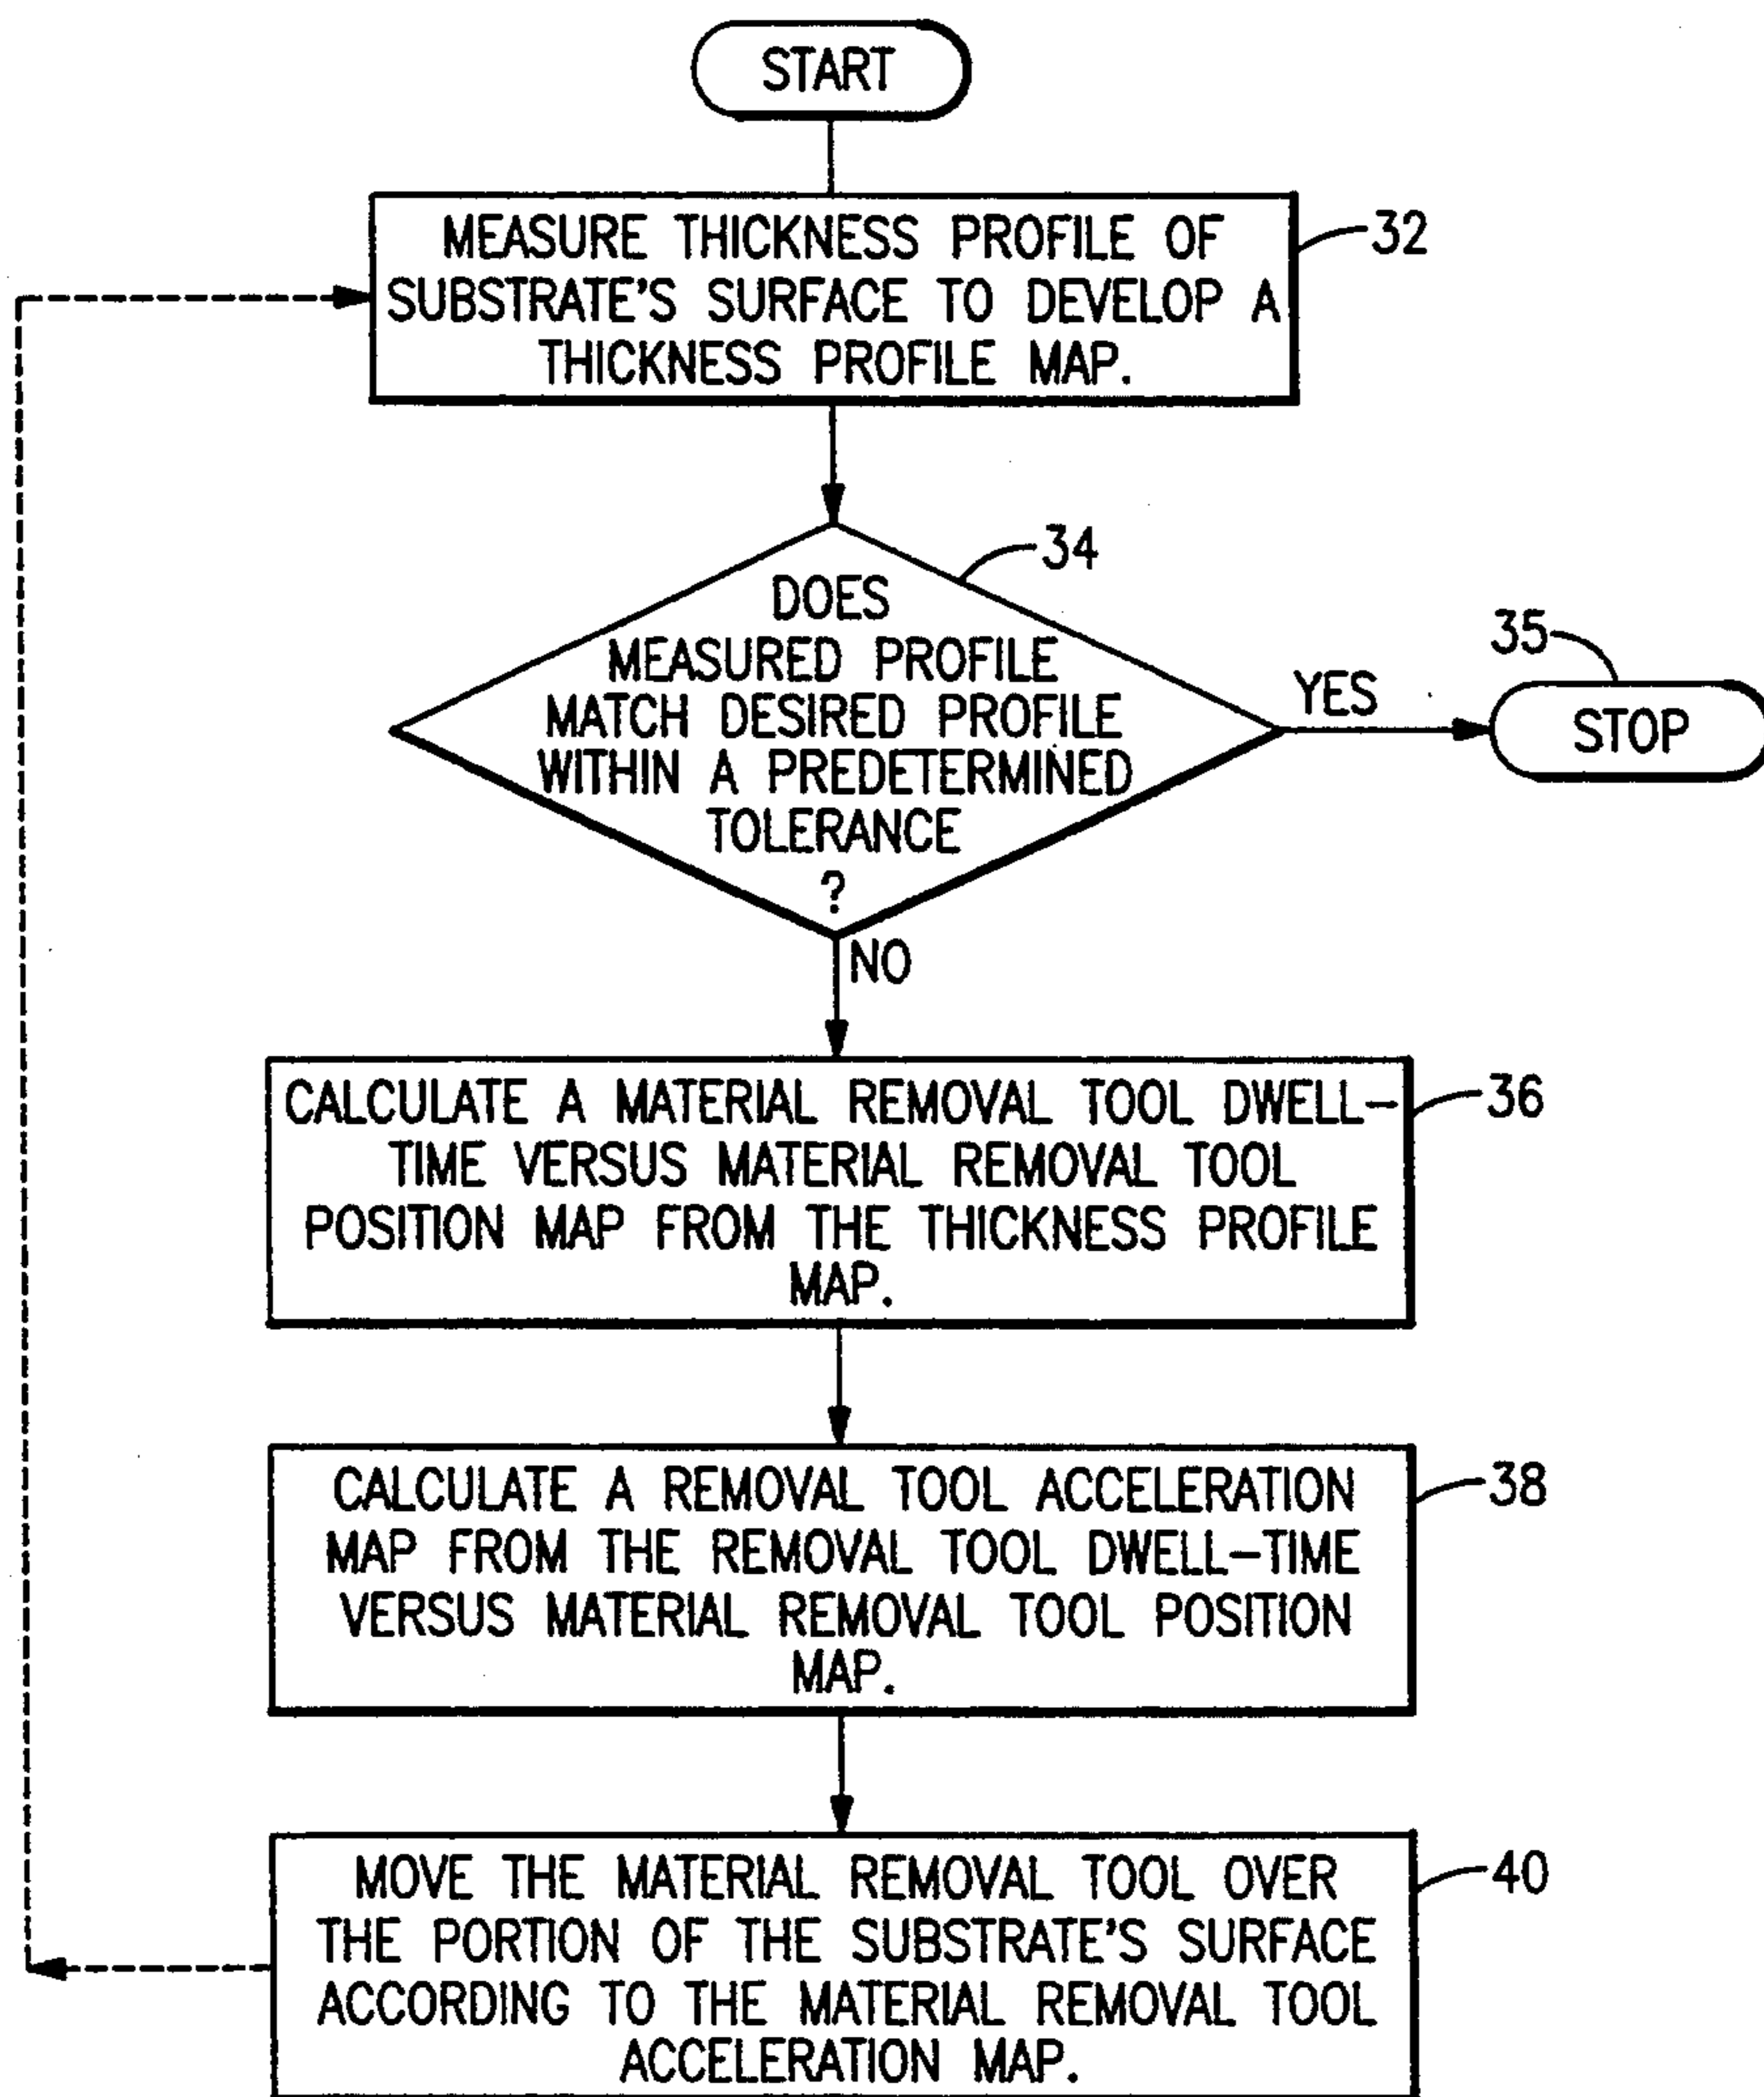 START
MEASURE THICKNESS PROFILE OF
SUBSTRATE'S SURFACE TO DEVELOP A
THICKNESS PROFILE MAP.
32
34
DOES
MEASURED PROFILE
MATCH DESIRED PROFILE
WITHIN A PREDETERMINED
TOLERANCE
?
35
YES
STOP
NO
CALCULATE A MATERIAL REMOVAL TOOL DWELL-
TIME VERSUS MATERIAL REMOVAL TOOL
POSITION MAP FROM THE THICKNESS PROFILE
MAP.
36
CALCULATE A REMOVAL TOOL ACCELERATION
MAP FROM THE REMOVAL TOOL DWELL-TIME
VERSUS MATERIAL REMOVAL TOOL POSITION
MAP.
38
MOVE THE MATERIAL REMOVAL TOOL OVER
THE PORTION OF THE SUBSTRATE'S SURFACE
ACCORDING TO THE MATERIAL REMOVAL TOOL
ACCELERATION MAP.
40